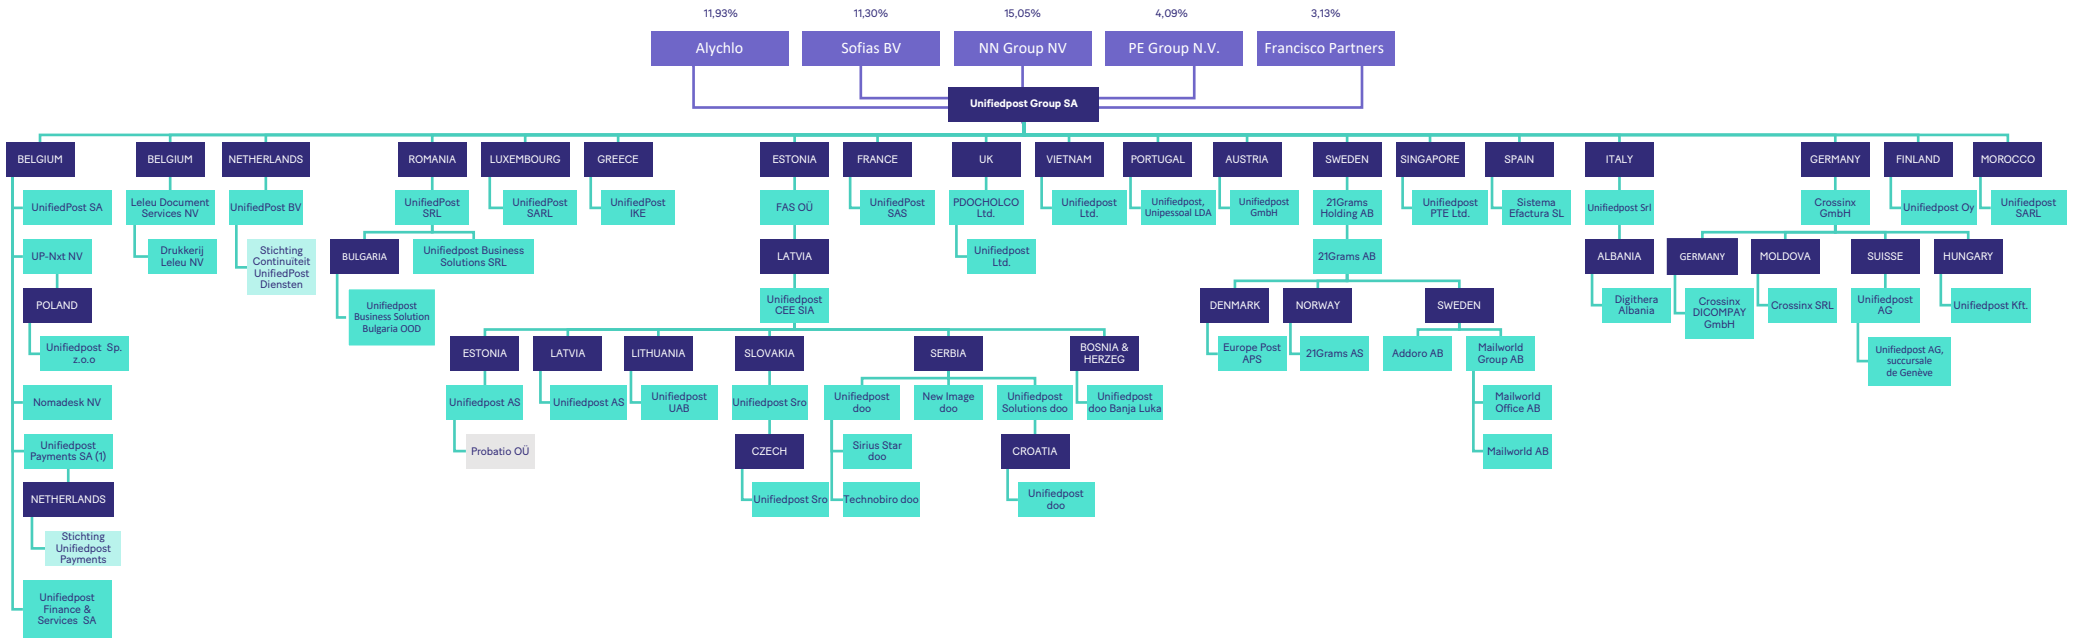 11,93%
11,30%
15,05%
4,09%
3,13%
Alychlo
Sofias BV
NN Group NV
PE Group N.V.
Francisco Partners
Unifiedpost Group SA
BELGIUM
BELGIUM
NETHERLANDS
ROMANIA
LUXEMBOURG
GREECE
ESTONIA
FRANCE
UK
VIETNAM
PORTUGAL
AUSTRIA
SWEDEN
SINGAPORE
SPAIN
ITALY
GERMANY
FINLAND
MOROCCO
UnifiedPost SA
Leleu Document
Services NV
UnifiedPost BV
UnifiedPost
SRL
UnifiedPost
SARL
UnifiedPost
IKE
FAS OÜ
UnifiedPost
SAS
PDOCHOLCO
Ltd.
Unifiedpost
Ltd.
Unifiedpost,
Unipessoal LDA
Unifiedpost
GmbH
21Grams
Holding AB
Unifiedpost
PTE Ltd.
Sistema
Efactura SL
Unifiedpost Srl
Crossinx
GmbH
Unifiedpost Oy
Unifiedpost
SARL
UP-Nxt NV
Drukkerij
Leleu NV
Stichting
Continuïteit
UnifiedPost
Diensten
BULGARIA
Unifiedpost Business
Solutions SRL
LATVIA
Unifiedpost
Ltd.
21Grams AB
ALBANIA
GERMANY
MOLDOVA
SUISSE
HUNGARY
POLAND
Unifiedpost
Business Solution
Bulgaria OOD
Unifiedpost
CEE SIA
DENMARK
NORWAY
SWEDEN
Digithera
Albania
Crossinx
DICOMPAY
GmbH
Crossinx SRL
Unifiedpost
AG
Unifiedpost Kft.
Unifiedpost Sp.
z.o.o
ESTONIA
LATVIA
LITHUANIA
SLOVAKIA
SERBIA
BOSNIA &
HERZEG
Europe Post
APS
21Grams AS
Addoro AB
Mailworld
Group AB
Unifiedpost AG,
succursale
de Genève
Nomadesk NV
Unifiedpost AS
Unifiedpost AS
Unifiedpost
UAB
Unifiedpost Sro
Unifiedpost
doo
New Image
doo
Unifiedpost
Solutions doo
Unifiedpost
doo Banja Luka
Mailworld
Office AB
Unifiedpost
Payments SA (1)
Probatio OÜ
CZECH
Sirius Star
doo
CROATIA
Mailworld AB
NETHERLANDS
Unifiedpost Sro
Technobiro doo
Unifiedpost
doo
Stichting
Unifiedpost
Payments
Unifiedpost
Finance &
Services SA